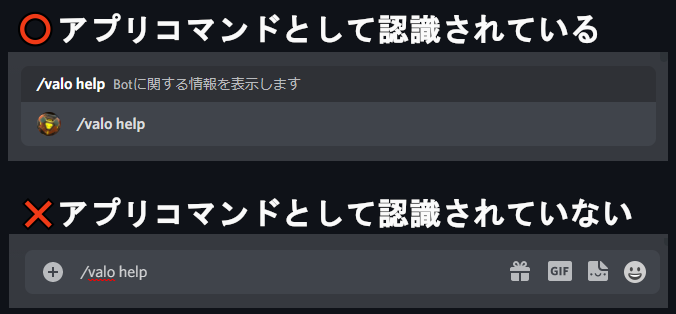 アプリコマンドとして認識されている
/valo help Botに関する情報を表示します
/valo help
アプリコマンドとして認識されていない
/valo help GIF